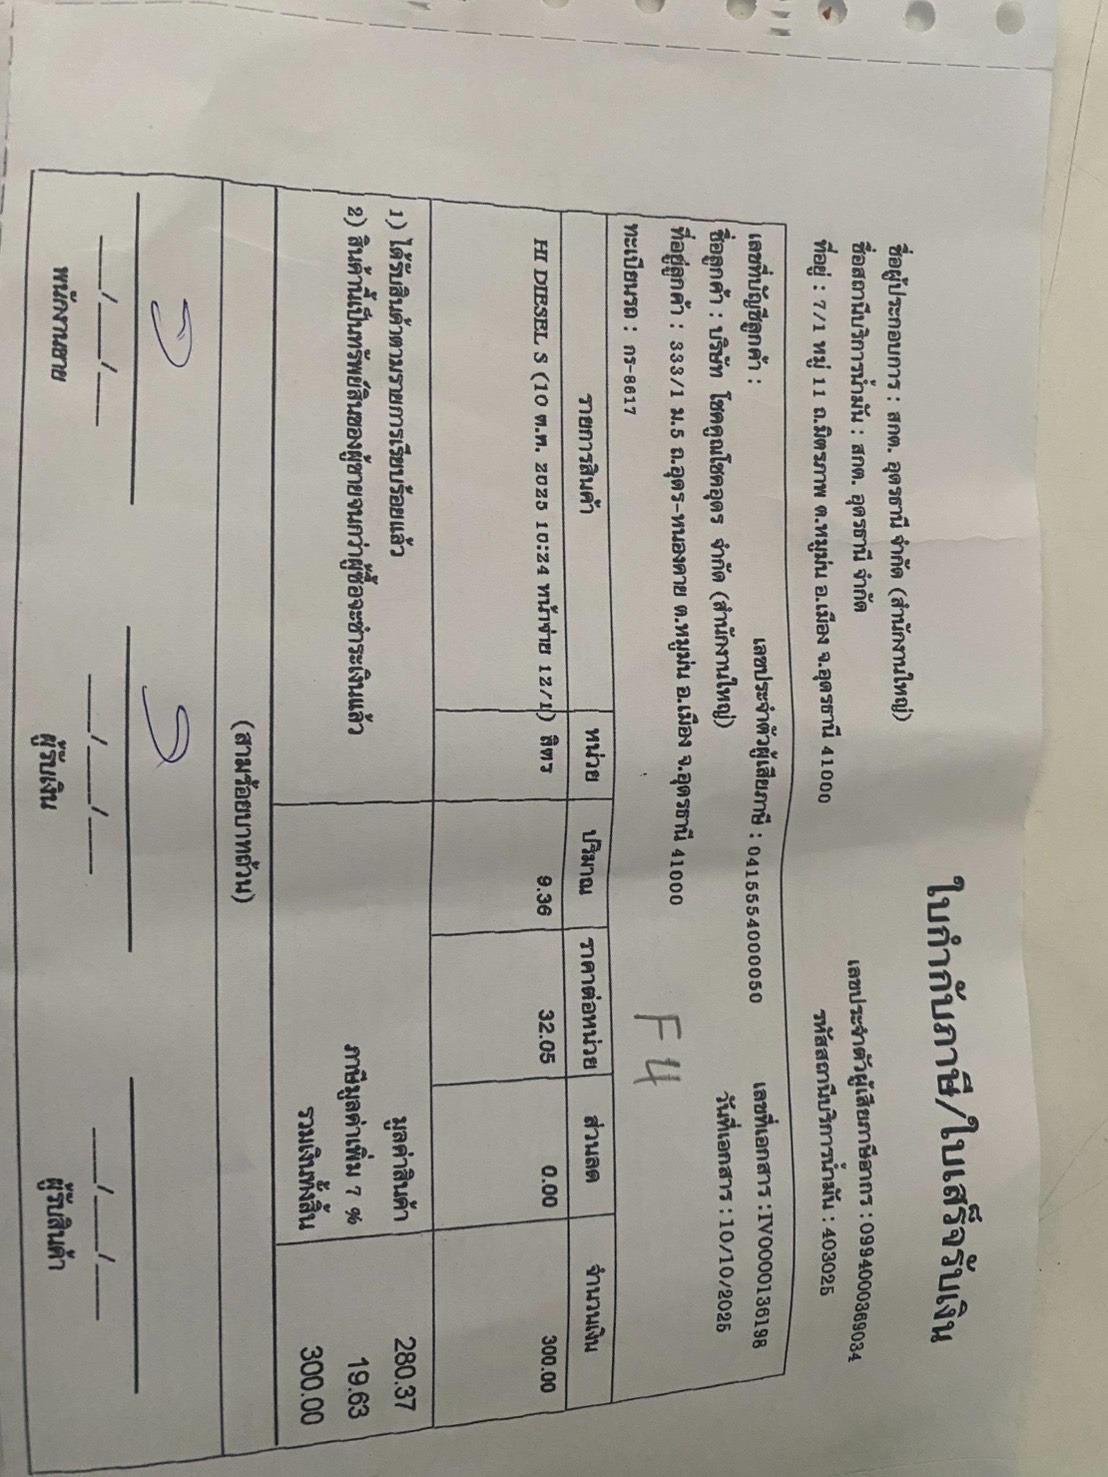 ใบกำกับภาษี/ใบเสร็จรับเงิน
ชื่อผู้ประกอบการ : สกต. อุดรธานี จำกัด (สำนักงานใหญ่) เลขประจำตัวผู้เสียภาษีอากร : 0994000369034
ชื่อสถานีบริการน้ำมัน : สกต. อุดรธานี จำกัด รหัสสถานีบริการน้ำมัน : 403025
ที่อยู่ : 7/1 หมู่ 11 ถ.มิตรภาพ ต.หมูม่น อ.เมือง จ.อุดรธานี 41000
เลขที่บัญชีลูกค้า : เลขประจำตัวผู้เสียภาษี : 0415554000050 เลขที่เอกสาร :IV0000136198
ชื่อลูกค้า : บริษัท โชคคูณโชคอุดร จำกัด (สำนักงานใหญ่) วันที่เอกสาร : 10/10/2025
ที่อยู่ลูกค้า : 333/1 ม.5 ถ.อุดร-หนองคาย ต.หมูม่น อ.เมือง จ.อุดรธานี 41000
ทะเบียนรถ : กร-8617 F4
รายการสินค้า หน่วย ปริมาณ ราคาต่อหน่วย ส่วนลด จำนวนเงิน
HI DIESEL S (10 ต.ค. 2025 10:24 หน้าจ่าย 12/1) ลิตร 9.36 32.05 0.00 300.00
1) ได้รับสินค้าตามรายการเรียบร้อยแล้ว มูลค่าสินค้า 280.37
2) สินค้านี้เป็นทรัพย์สินของผู้ขายจนกว่าผู้ซื้อจะชำระเงินแล้ว ภาษีมูลค่าเพิ่ม 7 % 19.63
รวมเงินทั้งสิ้น 300.00
(สามร้อยบาทถ้วน)
___/___/___ ___/___/___ ___/___/___
พนักงานขาย ผู้รับเงิน ผู้รับสินค้า